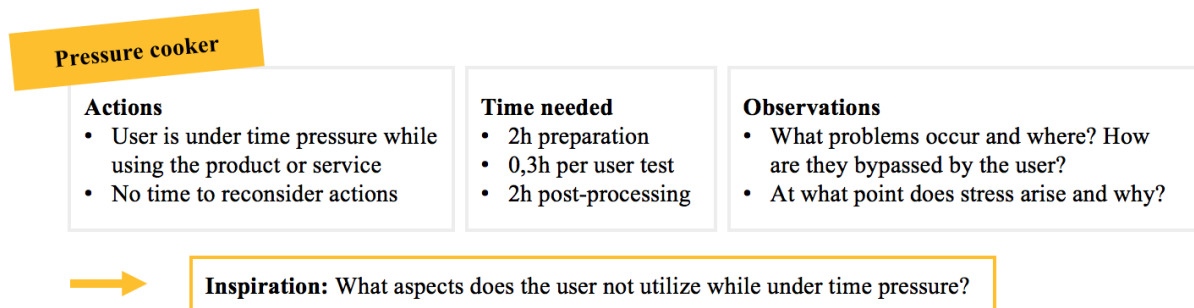 Pressure cooker
Actions
• User is under time pressure while
using the product or service
• No time to reconsider actions
Time needed
• 2h preparation
• 0,3h per user test
• 2h post-processing
Observations
• What problems occur and where? How
are they bypassed by the user?
• At what point does stress arise and why?
Inspiration: What aspects does the user not utilize while under time pressure?